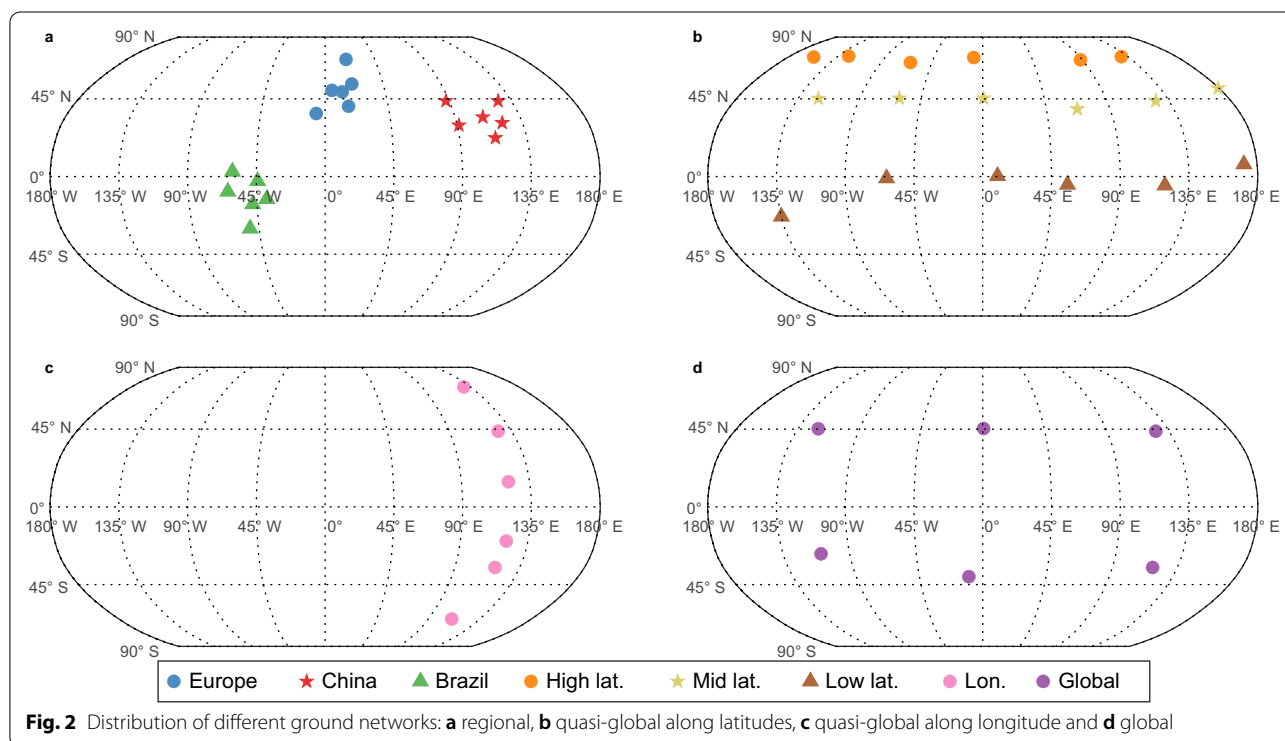 a
90° N
45° N
0°
180° W 135° W 90° W 45° W 0° 45° E 90° E 135° E 180° E
45° S
90° S
b
90° N
45° N
0°
180° W 135° W 90° W 45° W 0° 45° E 90° E 135° E 180° E
45° S
90° S
c
90° N
45° N
0°
180° W 135° W 90° W 45° W 0° 45° E 90° E 135° E 180° E
45° S
90° S
d
90° N
45° N
0°
180° W 135° W 90° W 45° W 0° 45° E 90° E 135° E 180° E
45° S
90° S
Europe China Brazil High lat. Mid lat. Low lat. Lon. Global
Fig. 2 Distribution of different ground networks: a regional, b quasi-global along latitudes, c quasi-global along longitude and d global